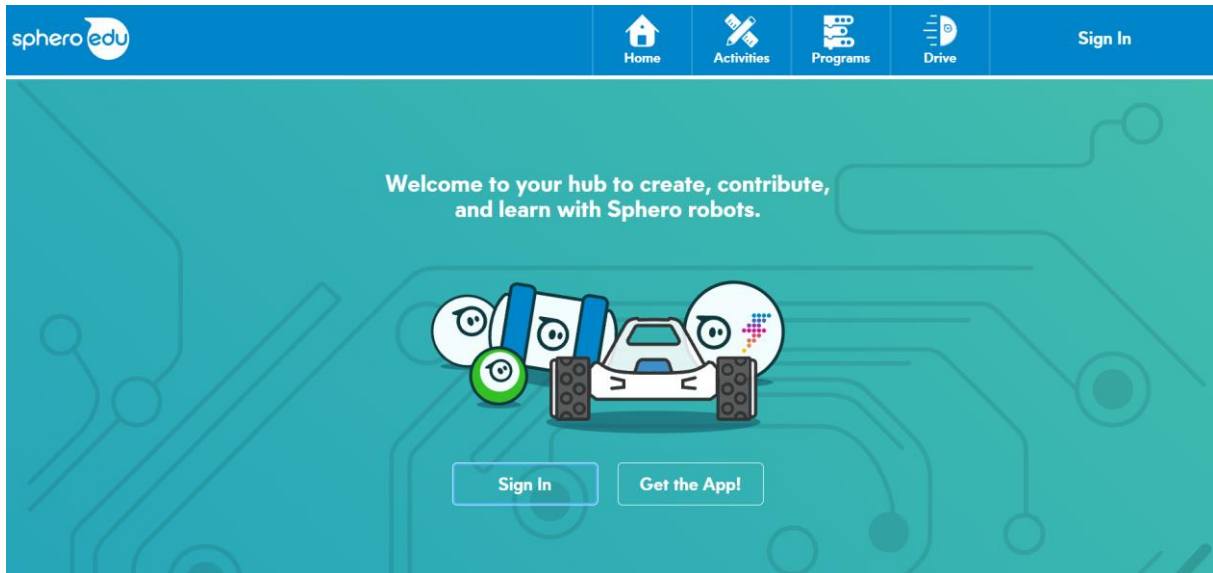 sphero edu
Home
Activities
Programs
Drive
Sign In
Welcome to your hub to create, contribute,
and learn with Sphero robots.
Sign In
Get the App!